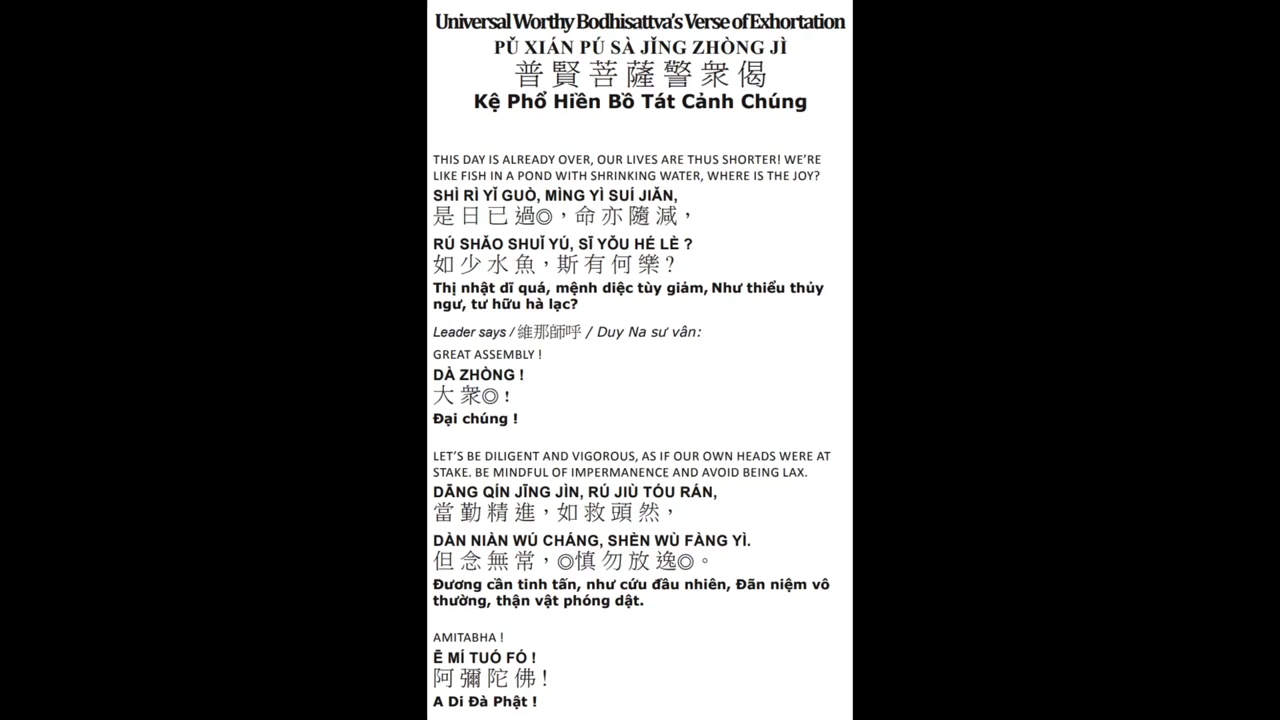 Universal Worthy Bodhisattva's Verse of Exhortation
PǓ XIÁN PÚ SÀ JǏNG ZHÒNG JÌ
普賢菩薩警衆偈
Kệ Phổ Hiền Bồ Tát Cảnh Chúng
THIS DAY IS ALREADY OVER, OUR LIVES ARE THUS SHORTER! WE'RE
LIKE FISH IN A POND WITH SHRINKING WATER, WHERE IS THE JOY?
SHÌ RÌ YǏ GUÒ, MÌNG YÌ SUÍ JIǍN,
是日已過◎，命亦隨減，
RÚ SHǍO SHUǏ YÚ, SĪ YǑU HÉ LÈ ?
如少水魚，斯有何樂？
Thị nhật dĩ quá, mệnh diệc tùy giảm, Như thiểu thủy
ngư, tư hữu hà lạc?
Leader says / 維那師呼 / Duy Na sư vân:
GREAT ASSEMBLY !
DÀ ZHÒNG !
大衆◎！
Đại chúng !
LET'S BE DILIGENT AND VIGOROUS, AS IF OUR OWN HEADS WERE AT
STAKE. BE MINDFUL OF IMPERMANENCE AND AVOID BEING LAX.
DĀNG QÍN JĪNG JÌN, RÚ JIÙ TÓU RÁN,
當勤精進，如救頭然，
DÀN NIÀN WÚ CHÁNG, SHÈN WÙ FÀNG YÌ.
但念無常，◎慎勿放逸◎。
Đương cần tinh tấn, như cứu đầu nhiên, Đãn niệm vô
thường, thận vật phóng dật.
AMITABHA !
Ē MÍ TUÓ FÓ !
阿彌陀佛！
A Di Đà Phật !